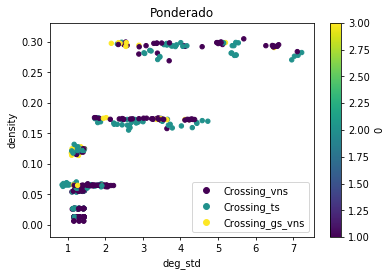 Ponderado
density
0.30
0.25
0.20
0.15
0.10
0.05
0.00
1 2 3 4 5 6 7
deg_std
Crossing_vns
Crossing_ts
Crossing_gs_vns
3.00
2.75
2.50
2.25
2.00
1.75
1.50
1.25
1.00
0